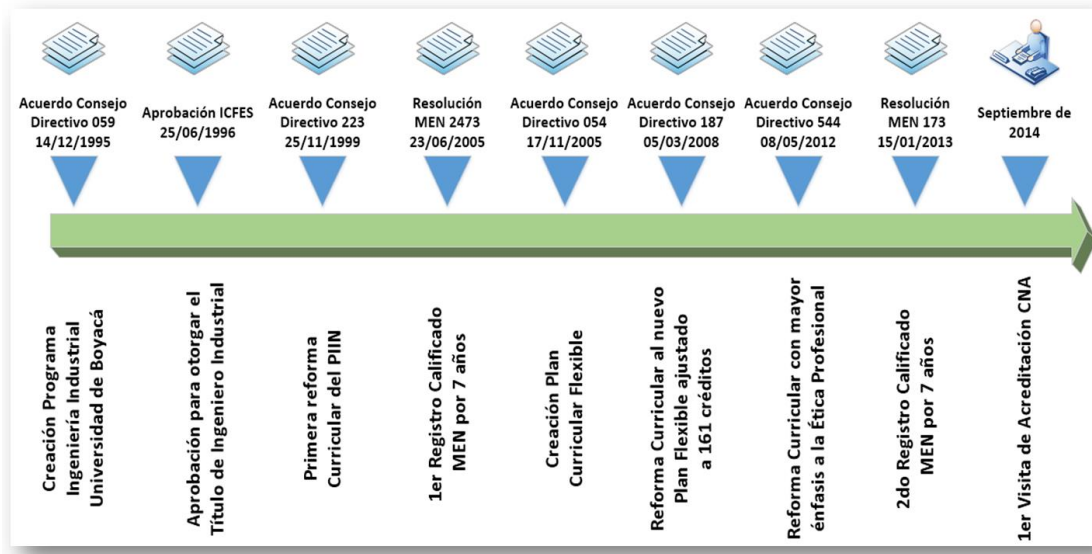 Acuerdo Consejo
Directivo 059
14/12/1995
Aprobación ICFES
25/06/1996
Acuerdo Consejo
Directivo 223
25/11/1999
Resolución
MEN 2473
23/06/2005
Acuerdo Consejo
Directivo 054
17/11/2005
Acuerdo Consejo
Directivo 187
05/03/2008
Acuerdo Consejo
Directivo 544
08/05/2012
Resolución
MEN 173
15/01/2013
Septiembre de
2014
Creación Programa
Ingeniería Industrial
Universidad de Boyacá
Aprobación para otorgar el
Título de Ingeniero Industrial
Primera reforma
Curricular del PIIN
1er Registro Calificado
MEN por 7 años
Creación Plan
Curricular Flexible
Reforma Curricular al nuevo
Plan Flexible ajustado
a 161 créditos
Reforma Curricular con mayor
énfasis a la Ética Profesional
2do Registro Calificado
MEN por 7 años
1er Visita de Acreditación CNA